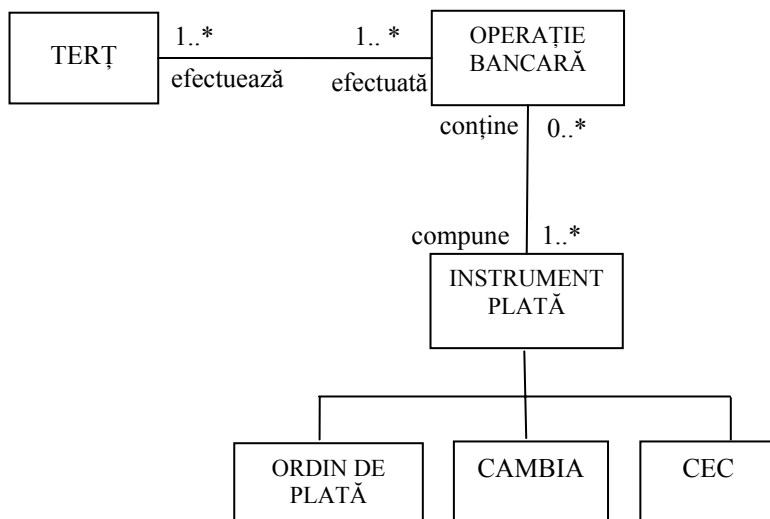 TERȚ
1..*
efectuează
1.. *
efectuată
OPERAȚIE
BANCARĂ
conține
0..*
compune
1..*
INSTRUMENT
PLATĂ
ORDIN DE
PLATĂ
CAMBIA
CEC